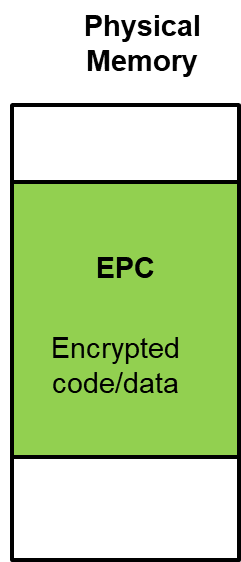 Physical
Memory
EPC
Encrypted
code/data